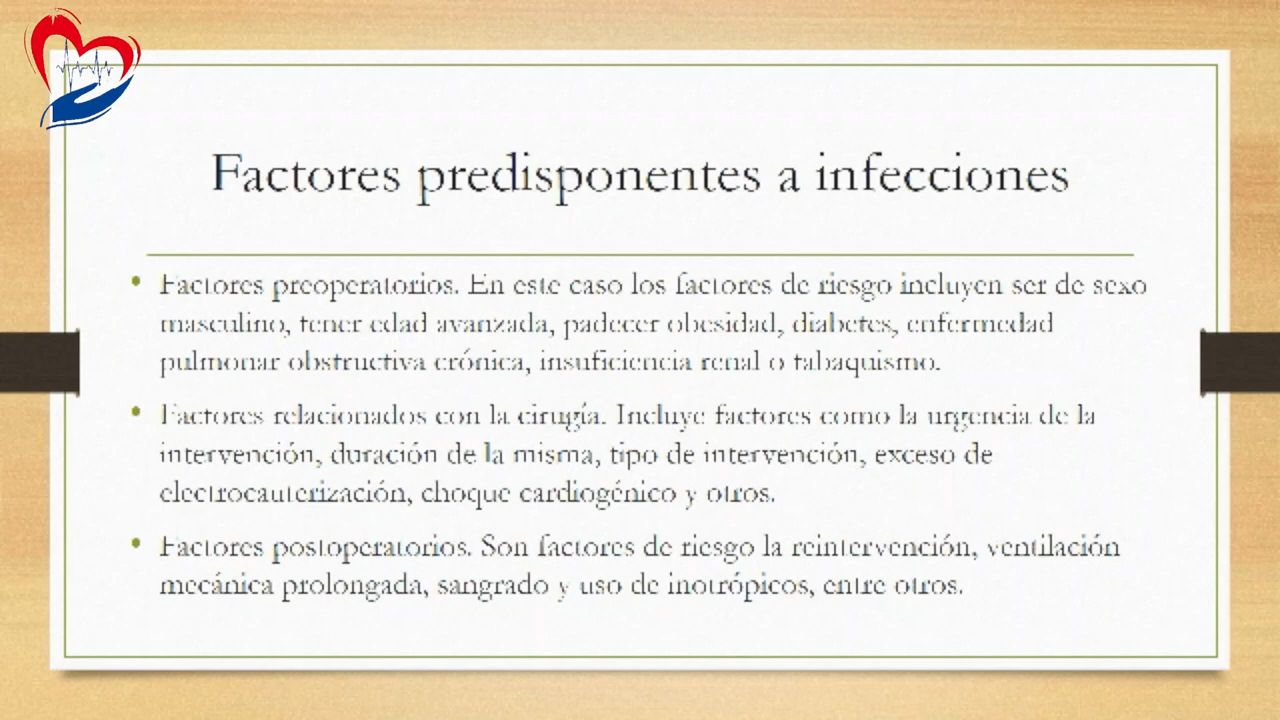 Factores predisponentes a infecciones
• Factores preoperatorios. En este caso los factores de riesgo incluyen ser de sexo
masculino, tener edad avanzada, padecer obesidad, diabetes, enfermedad
pulmonar obstructiva crónica, insuficiencia renal o tabaquismo.
• Factores relacionados con la cirugía. Incluye factores como la urgencia de la
intervención, duración de la misma, tipo de intervención, exceso de
electrocauterización, choque cardiogénico y otros.
• Factores postoperatorios. Son factores de riesgo la reintervención, ventilación
mecánica prolongada, sangrado y uso de inotrópicos, entre otros.